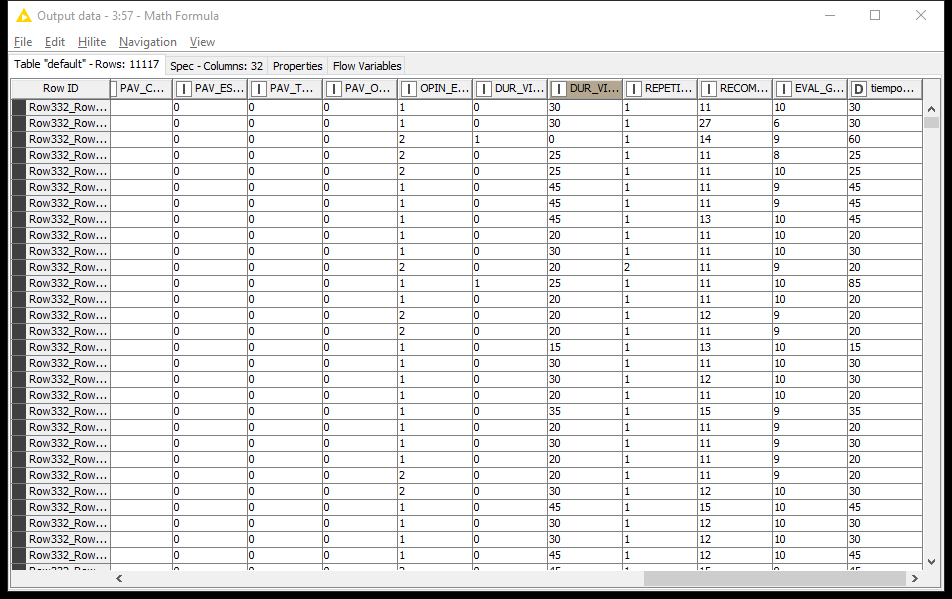 Output data - 3:57 - Math Formula
File Edit Hilite Navigation View
Table "default" - Rows: 11117 Spec - Columns: 32 Properties Flow Variables
Row ID PAV_C... I PAV_ES... I PAV_T... I PAV_O... I OPIN_E... I DUR_VI... I DUR_VI... I REPETI... I RECOM... I EVAL_G... D tiempo...
Row332_Row... 0 0 0 1 0 30 1 11 10 30
Row332_Row... 0 0 0 1 0 30 1 27 6 30
Row332_Row... 0 0 0 2 1 0 1 14 9 60
Row332_Row... 0 0 0 2 0 25 1 11 8 25
Row332_Row... 0 0 0 2 0 25 1 11 10 25
Row332_Row... 0 0 0 1 0 45 1 11 9 45
Row332_Row... 0 0 0 1 0 45 1 11 9 45
Row332_Row... 0 0 0 1 0 45 1 13 10 45
Row332_Row... 0 0 0 1 0 20 1 11 10 20
Row332_Row... 0 0 0 1 0 30 1 11 10 30
Row332_Row... 0 0 0 2 0 20 2 11 9 20
Row332_Row... 0 0 0 1 1 25 1 11 10 85
Row332_Row... 0 0 0 1 0 20 1 11 10 20
Row332_Row... 0 0 0 2 0 20 1 12 9 20
Row332_Row... 0 0 0 2 0 20 1 11 9 20
Row332_Row... 0 0 0 1 0 15 1 13 10 15
Row332_Row... 0 0 0 1 0 30 1 11 10 30
Row332_Row... 0 0 0 1 0 30 1 12 10 30
Row332_Row... 0 0 0 1 0 20 1 11 10 20
Row332_Row... 0 0 0 1 0 35 1 15 9 35
Row332_Row... 0 0 0 1 0 20 1 11 9 20
Row332_Row... 0 0 0 1 0 30 1 11 9 30
Row332_Row... 0 0 0 1 0 20 1 11 9 20
Row332_Row... 0 0 0 2 0 20 1 11 9 20
Row332_Row... 0 0 0 2 0 30 1 12 10 30
Row332_Row... 0 0 0 1 0 45 1 15 10 45
Row332_Row... 0 0 0 1 0 30 1 12 10 30
Row332_Row... 0 0 0 1 0 30 1 12 10 30
Row332_Row... 0 0 0 1 0 45 1 12 10 45